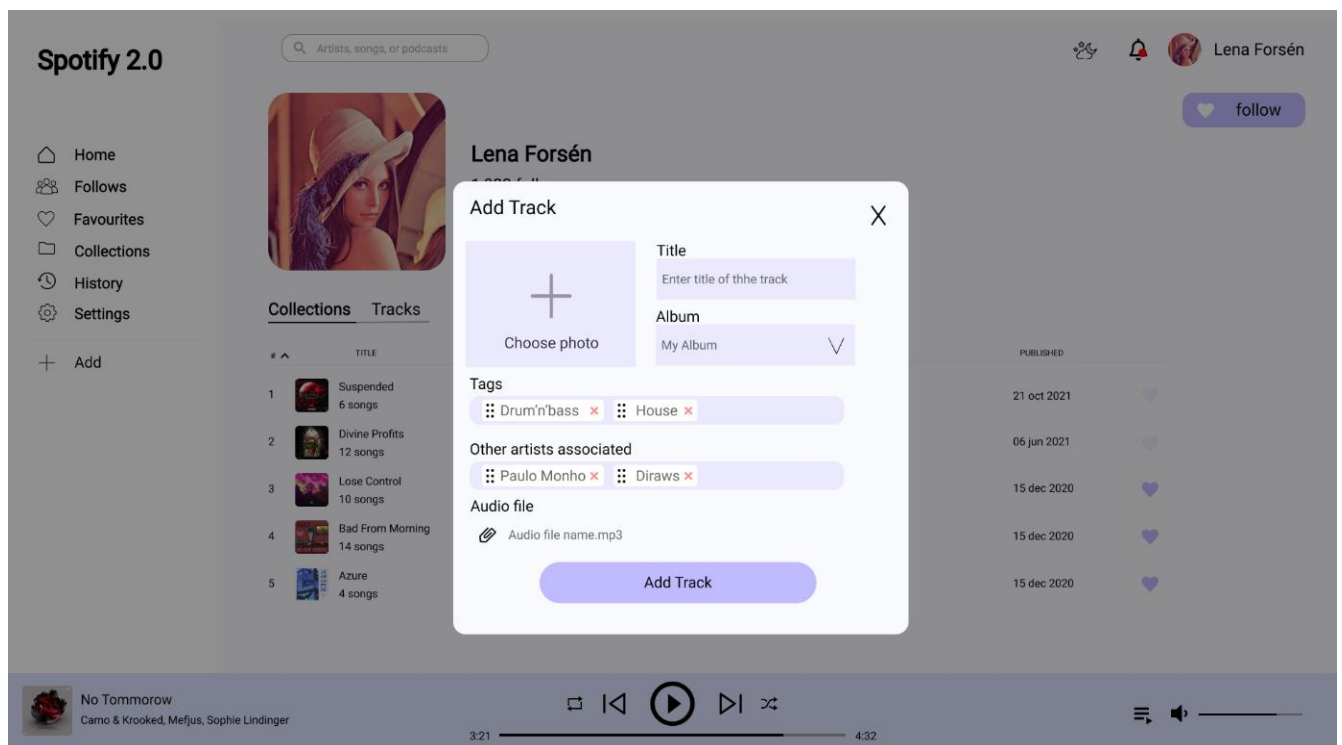 Spotify 2.0
Artists, songs, or podcasts
Lena Forsén
follow
Home
Follows
Favourites
Collections
History
Settings
Add
Lena Forsén
Collections Tracks
# TITLE PUBLISHED
1 Suspended 21 oct 2021
6 songs
2 Divine Profits 06 jun 2021
12 songs
3 Lose Control 15 dec 2020
10 songs
4 Bad From Morning 15 dec 2020
14 songs
5 Azure 15 dec 2020
4 songs
Add Track X
Choose photo
Title
Enter title of thhe track
Album
My Album
Tags
Drum'n'bass × House ×
Other artists associated
Paulo Monho × Diraws ×
Audio file
Audio file name.mp3
Add Track
No Tommorow
Camo & Krooked, Mefjus, Sophie Lindinger
3:21 4:32